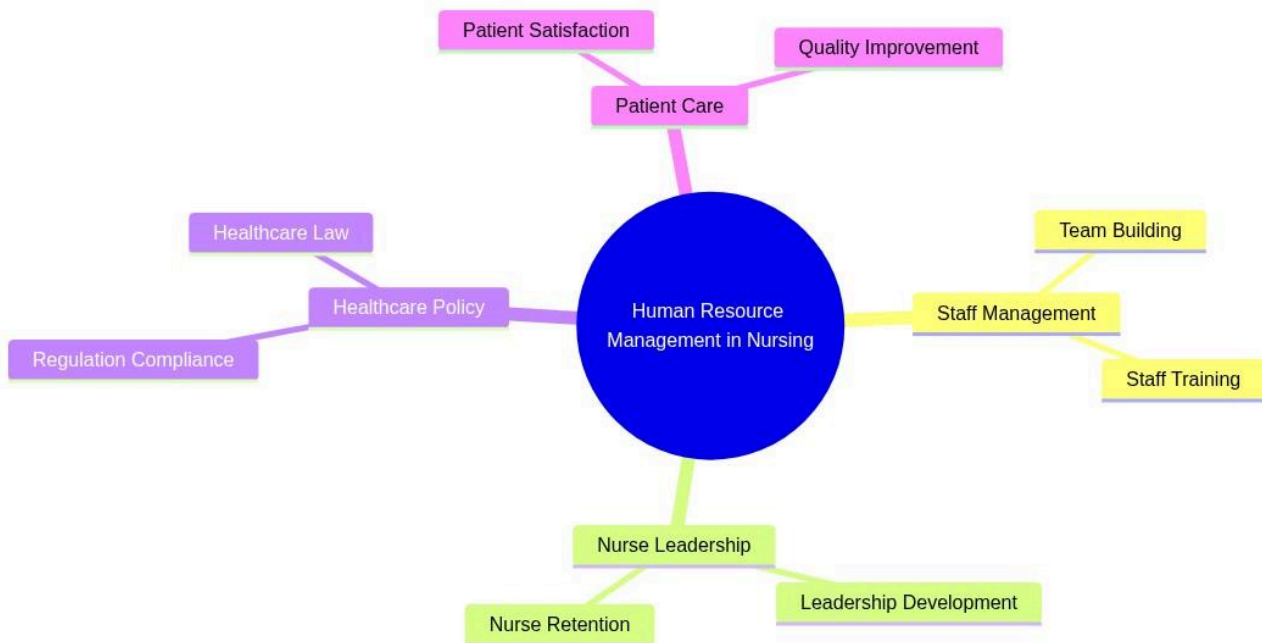 Patient Satisfaction
Quality Improvement
Patient Care
Healthcare Law
Team Building
Healthcare Policy
Human Resource
Management in Nursing
Staff Management
Regulation Compliance
Staff Training
Nurse Leadership
Leadership Development
Nurse Retention